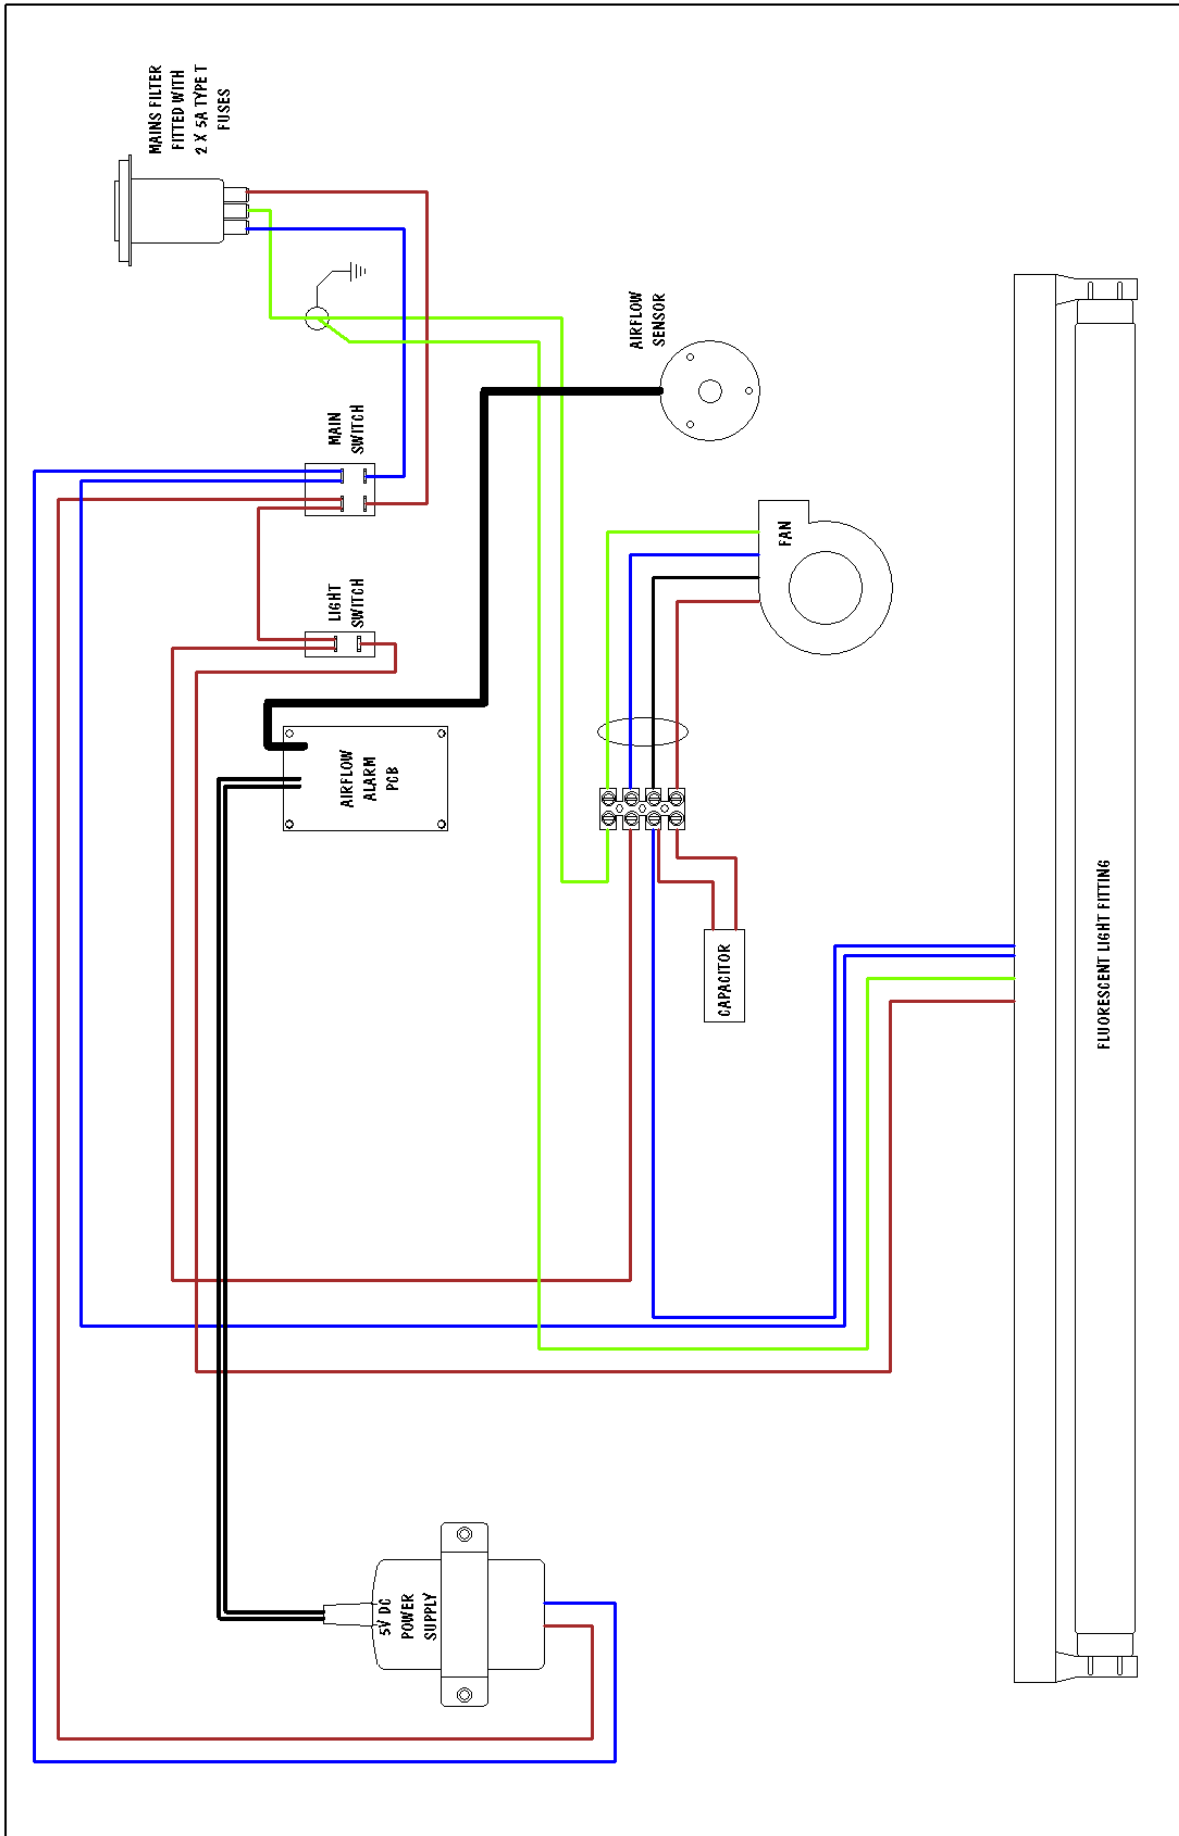 MAINS FILTER
FITTED WITH
2 X 5A TYPE T
FUSES
AIRFLOW
SENSOR
MAIN
SWITCH
FAN
LIGHT
SWITCH
AIRFLOW
ALARM
PCB
CAPACITOR
FLUORESCENT LIGHT FITTING
5V DC
POWER
SUPPLY